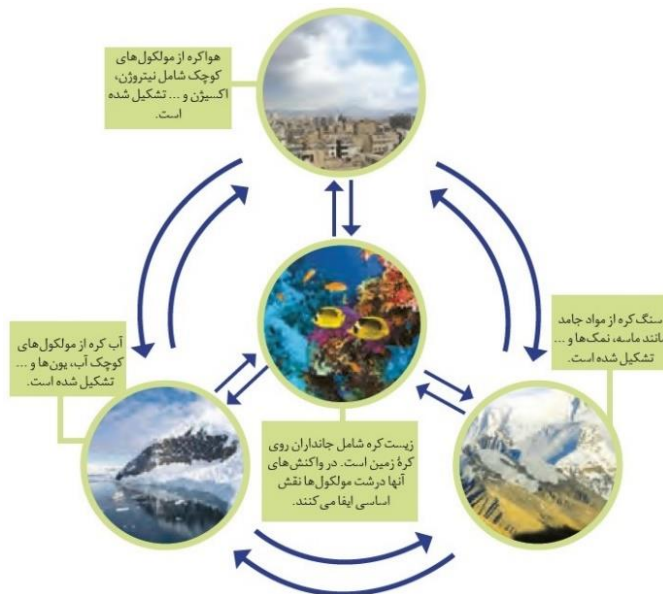 هواکره از مولکول‌های
کوچک شامل نیتروژن،
اکسیژن و ... تشکیل شده
است.
سنگ کره از مواد جامد
مانند ماسه، نمک‌ها و ...
تشکیل شده است.
آب کره از مولکول‌های
کوچک آب، یون‌ها و ...
تشکیل شده است.
زیست کره شامل جانداران روی
کرهٔ زمین است. در واکنش‌های
آنها درشت مولکول‌ها نقش
اساسی ایفا می‌کنند.